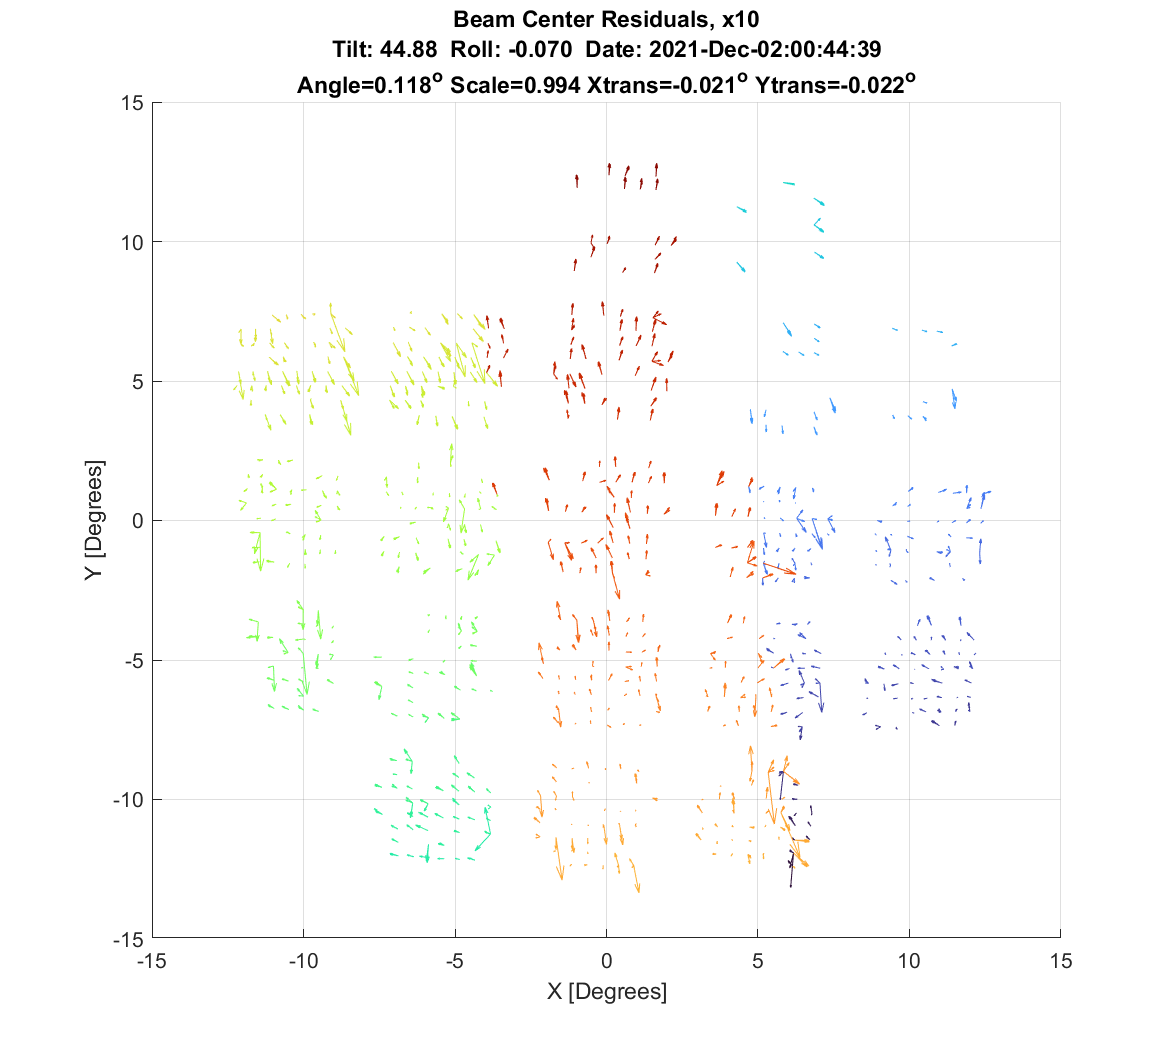 Beam Center Residuals, x10
Tilt: 44.88 Roll: -0.070 Date: 2021-Dec-02:00:44:39
Angle=0.118° Scale=0.994 Xtrans=-0.021° Ytrans=-0.022°
15
10
5
0
-5
-10
-15
Y [Degrees]
-15 -10 -5 0 5 10 15
X [Degrees]